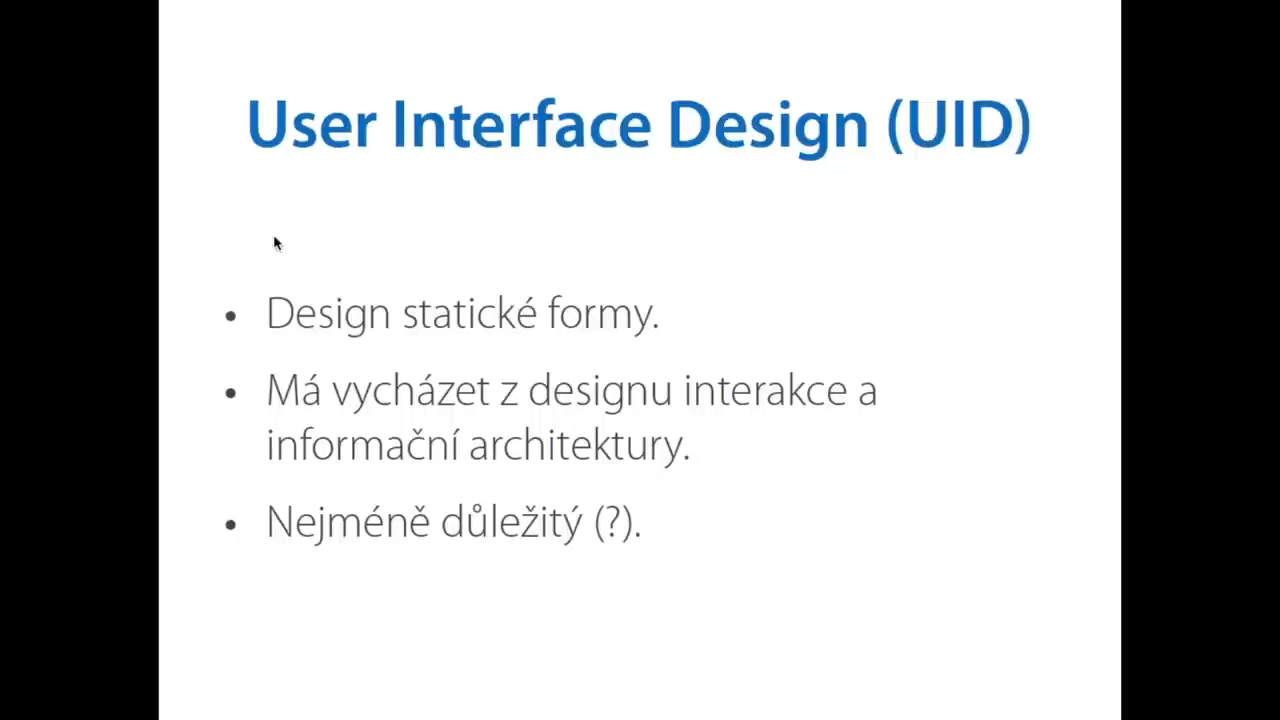 User Interface Design (UID)
• Design statické formy.
• Má vycházet z designu interakce a
informační architektury.
• Nejméně důležitý (?).